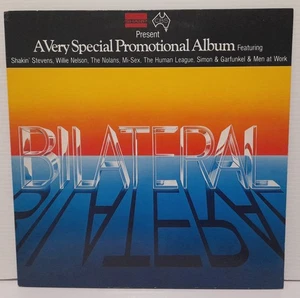 Present
A Very Special Promotional Album Featuring
Shakin' Stevens, Willie Nelson, The Nolans, Mi-Sex, The Human League, Simon & Garfunkel & Men at Work
BILATERAL
BILATERAL